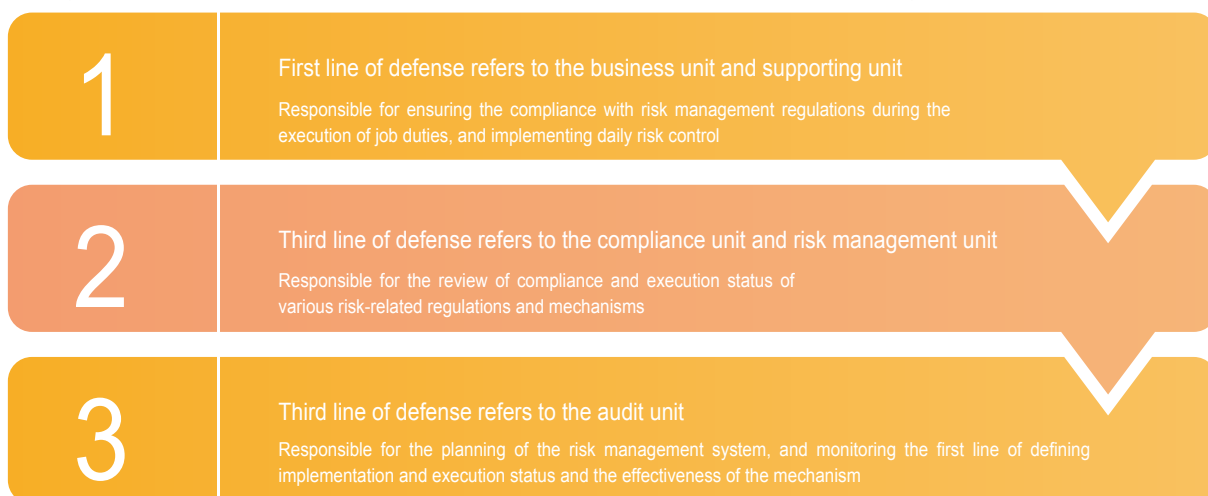 1
First line of defense refers to the business unit and supporting unit
Responsible for ensuring the compliance with risk management regulations during the
execution of job duties, and implementing daily risk control
2
Third line of defense refers to the compliance unit and risk management unit
Responsible for the review of compliance and execution status of
various risk-related regulations and mechanisms
3
Third line of defense refers to the audit unit
Responsible for the planning of the risk management system, and monitoring the first line of defining
implementation and execution status and the effectiveness of the mechanism